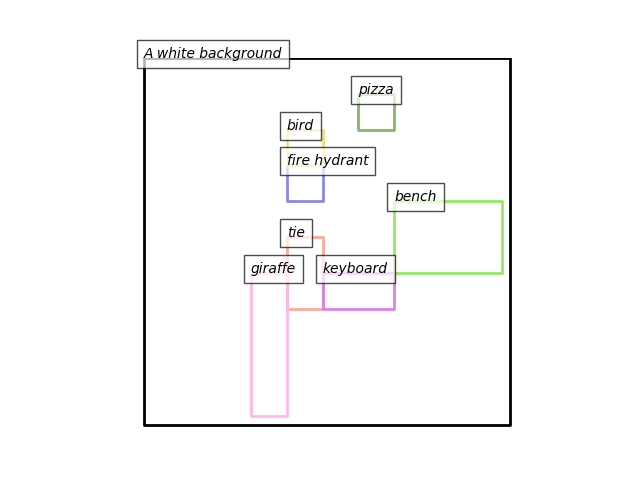 A white background
pizza
bird
fire hydrant
bench
tie
giraffe
keyboard